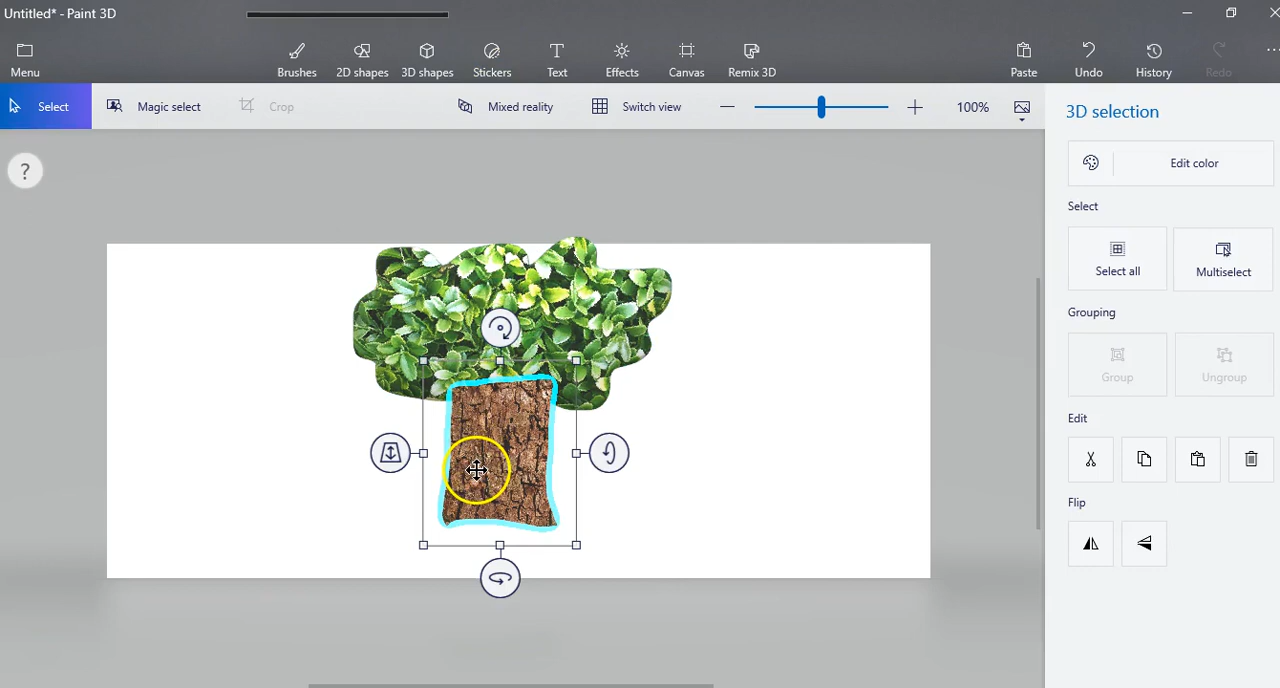 Untitled* - Paint 3D
Menu Brushes 2D shapes 3D shapes Stickers Text Effects Canvas Remix 3D Paste Undo History Redo
Select Magic select Crop Mixed reality Switch view 100%
3D selection
?
Edit color
Select
Select all Multiselect
Grouping
Group Ungroup
Edit
Flip